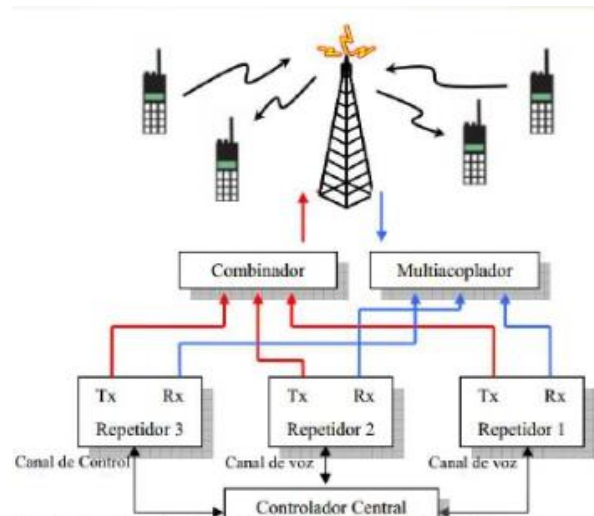 Combinador
Multiacoplador
Tx Rx
Repetidor 3
Tx Rx
Repetidor 2
Tx Rx
Repetidor 1
Canal de Control
Canal de voz
Canal de voz
Controlador Central